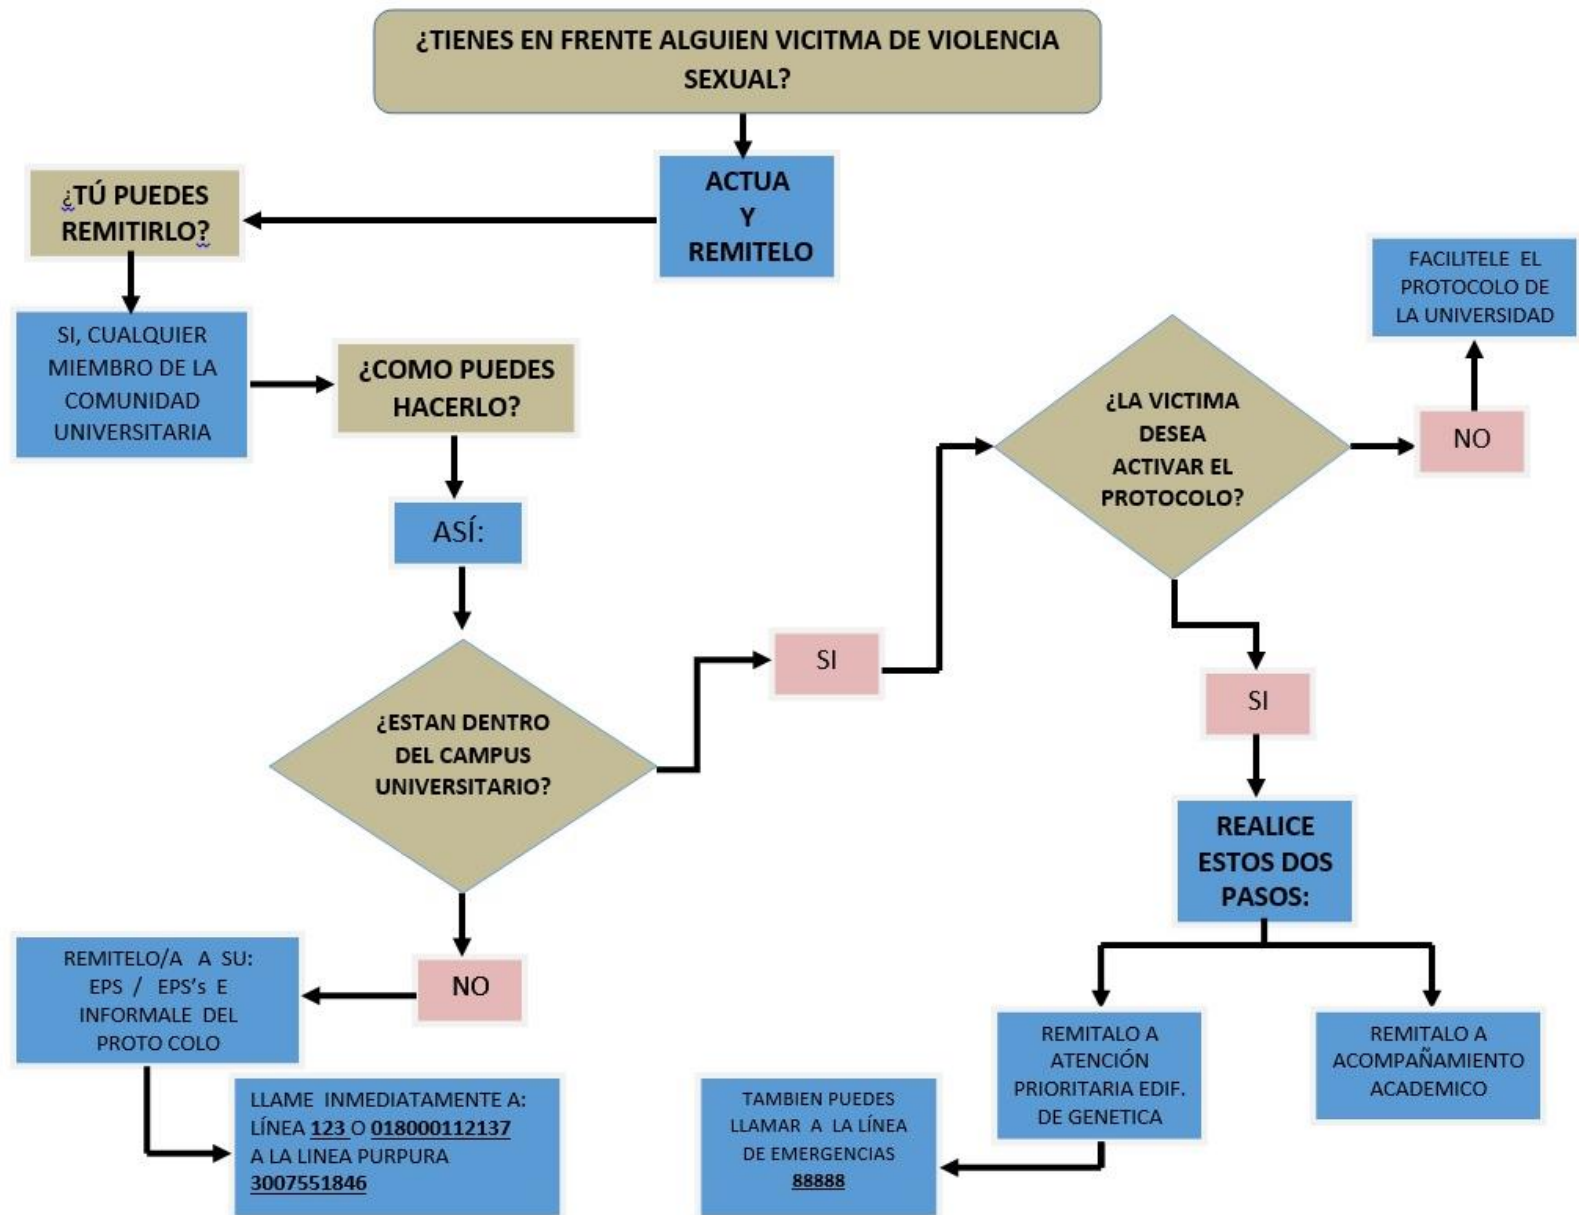 ¿TIENES EN FRENTE ALGUIEN VICITMA DE VIOLENCIA
SEXUAL?
ACTUA
Y
REMITELO
¿TÚ PUEDES
REMITIRLO?
SI, CUALQUIER
MIEMBRO DE LA
COMUNIDAD
UNIVERSITARIA
¿COMO PUEDES
HACERLO?
ASÍ:
¿ESTAN DENTRO
DEL CAMPUS
UNIVERSITARIO?
NO
REMITELO/A A SU:
EPS / EPS's E
INFORMALE DEL
PROTO COLO
LLAME INMEDIATAMENTE A:
LÍNEA 123 O 018000112137
A LA LINEA PURPURA
3007551846
SI
¿LA VICTIMA
DESEA
ACTIVAR EL
PROTOCOLO?
NO
FACILITELE EL
PROTOCOLO DE
LA UNIVERSIDAD
SI
REALICE
ESTOS DOS
PASOS:
REMITALO A
ATENCIÓN
PRIORITARIA EDIF.
DE GENETICA
TAMBIEN PUEDES
LLAMAR A LA LÍNEA
DE EMERGENCIAS
88888
REMITALO A
ACOMPAÑAMIENTO
ACADEMICO